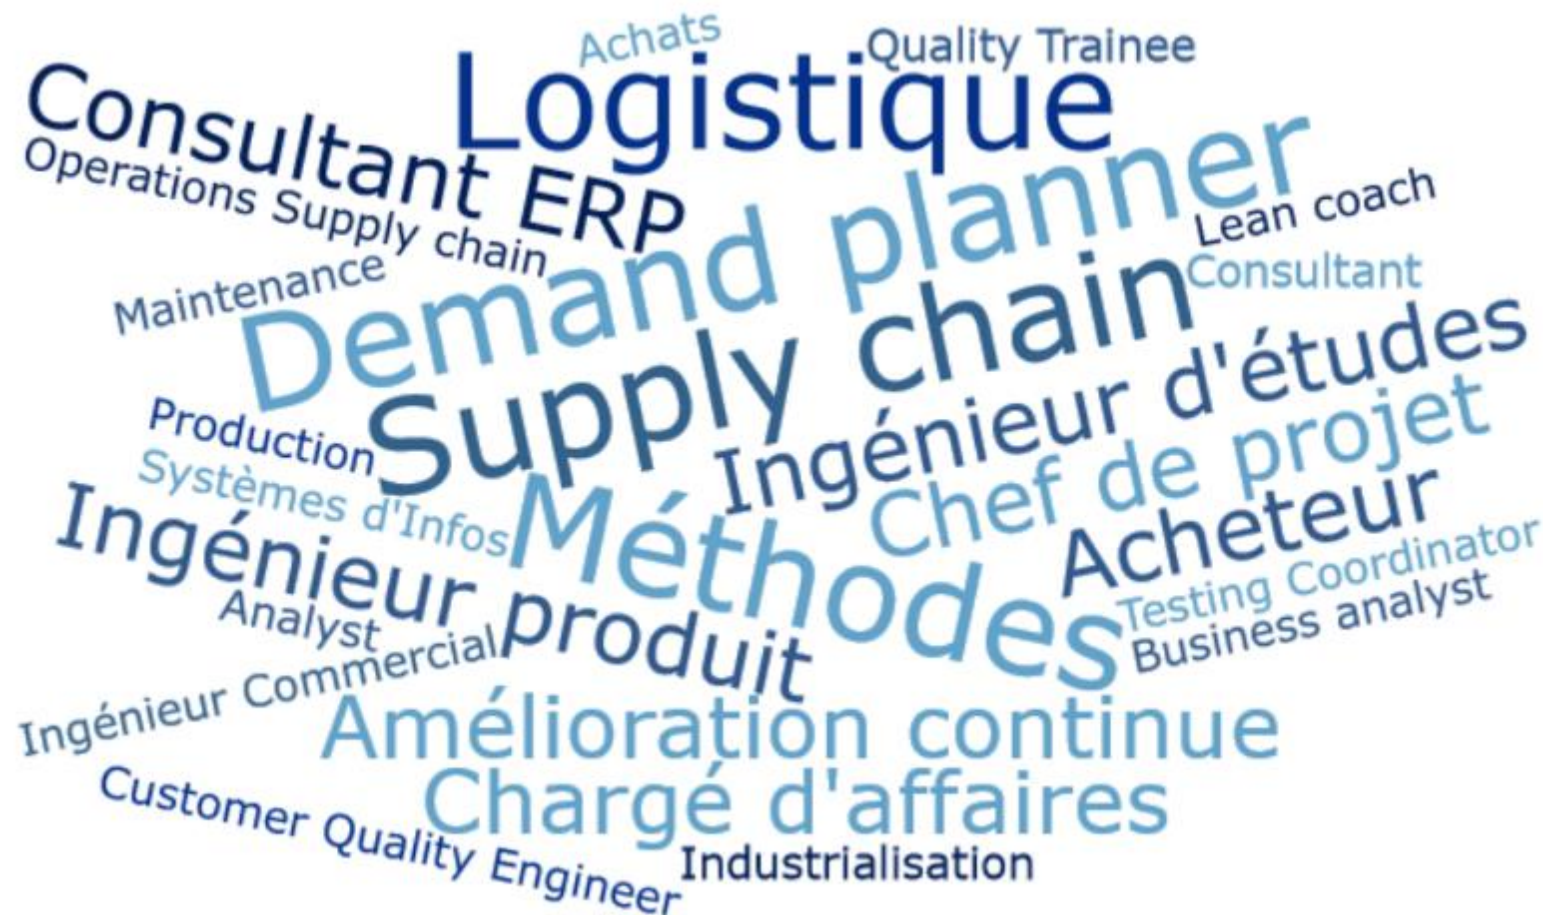 Achats
Quality Trainee
Logistique
Consultant ERP
Operations Supply chain
Demand planner
Lean coach
Maintenance
Consultant
Supply chain
Ingénieur d'études
Production
Chef de projet
Systèmes d'Infos
Méthodes
Acheteur
Ingénieur produit
Testing Coordinator
Analyst
Business analyst
Ingénieur Commercial
Amélioration continue
Chargé d'affaires
Customer Quality Engineer
Industrialisation